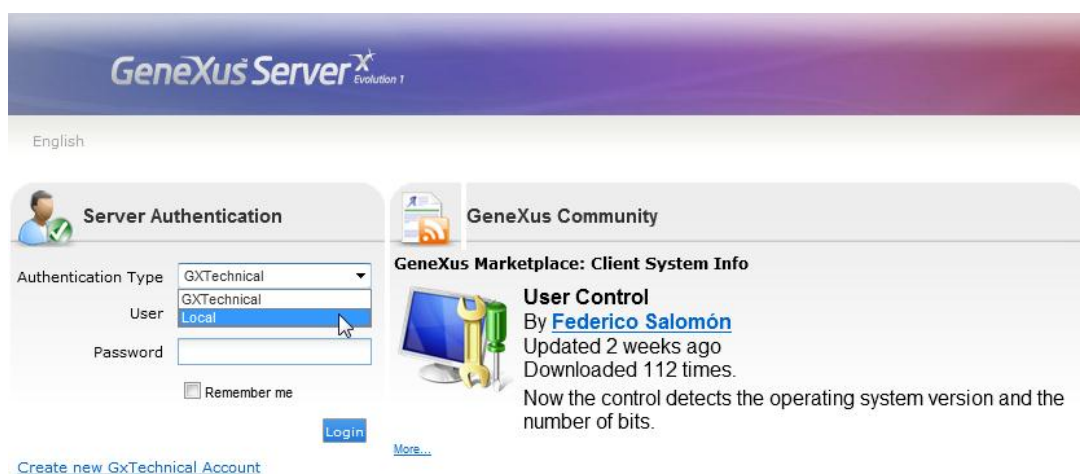 GeneXus Server X
Evolution 1
English
Server Authentication
Authentication Type GXTechnical
GXTechnical
Local
User
Password
Remember me
Login
Create new GxTechnical Account
GeneXus Community
GeneXus Marketplace: Client System Info
User Control
By Federico Salomón
Updated 2 weeks ago
Downloaded 112 times.
Now the control detects the operating system version and the
number of bits.
More...